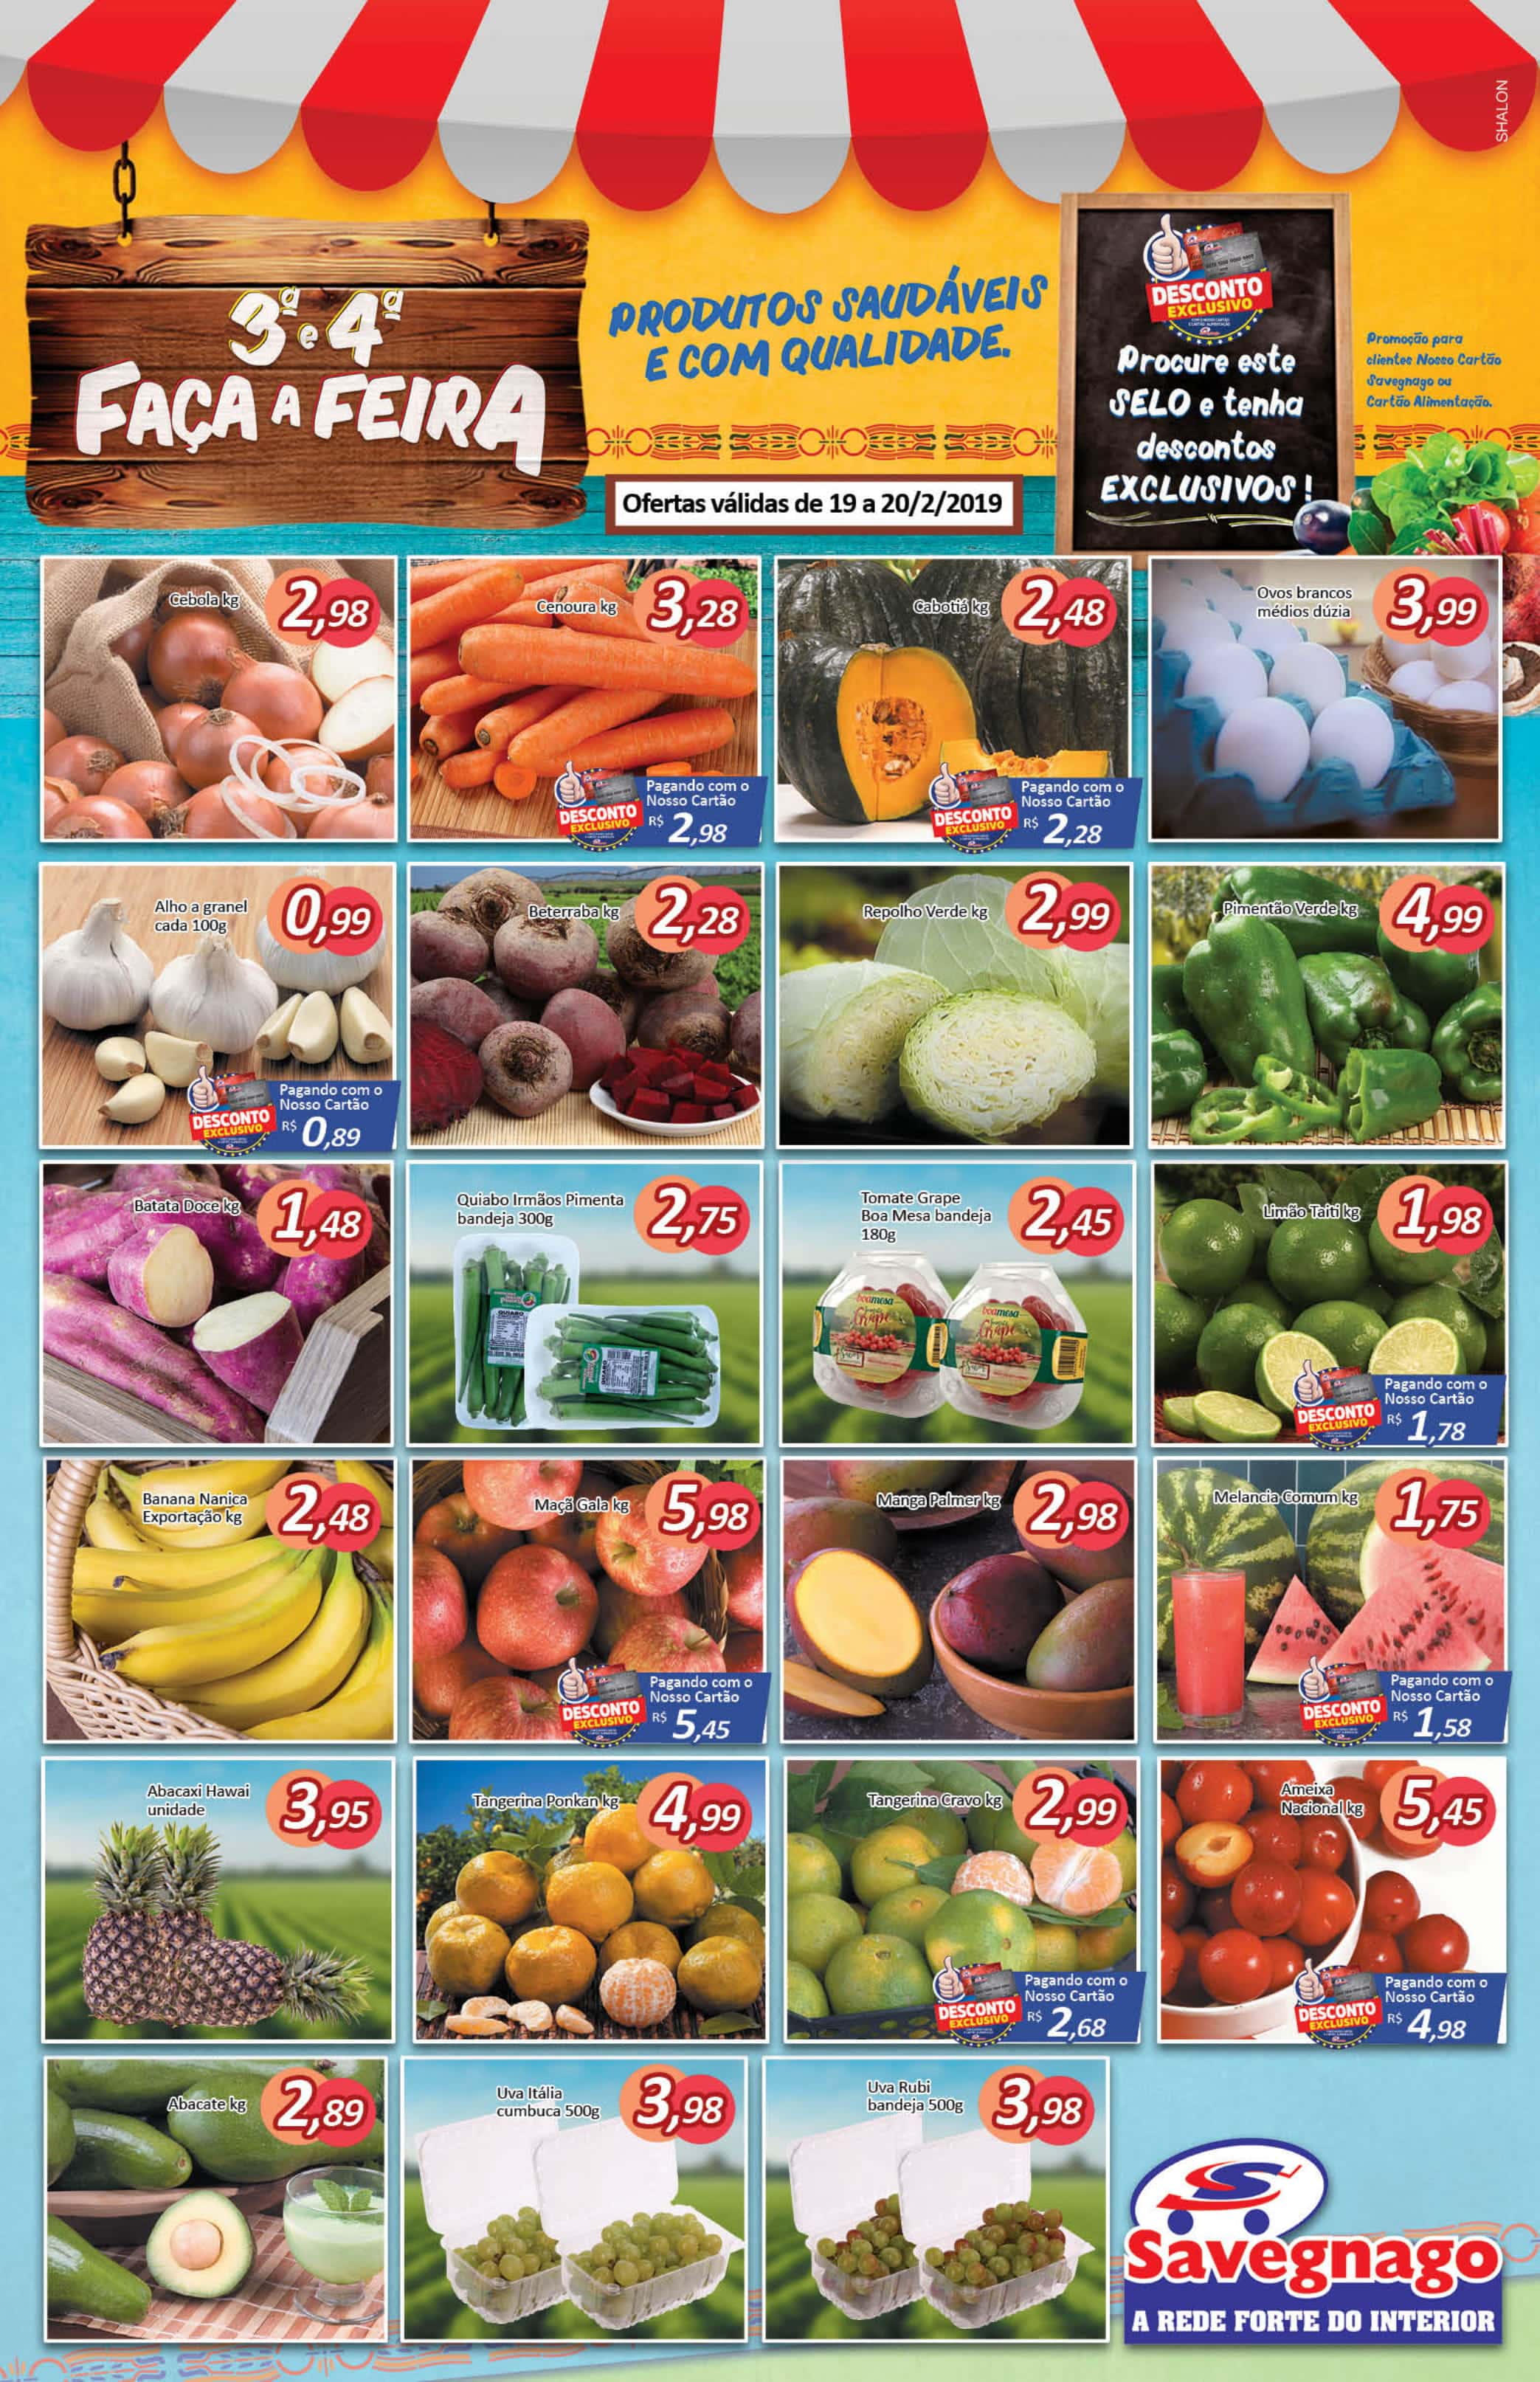 SHALON
3ª e 4ª
FAÇA A FEIRA
PRODUTOS SAUDÁVEIS
E COM QUALIDADE.
Ofertas válidas de 19 a 20/2/2019
DESCONTO
EXCLUSIVO
Procure este
SELO e tenha
descontos
EXCLUSIVOS!
Promoção para
clientes Nosso Cartão
Savegnago ou
Cartão Alimentação.
Cebola kg
2,98
Cenoura kg
3,28
DESCONTO
EXCLUSIVO
Pagando com o
Nosso Cartão
R$ 2,98
Cabotiá kg
2,48
DESCONTO
EXCLUSIVO
Pagando com o
Nosso Cartão
R$ 2,28
Ovos brancos
médios dúzia
3,99
Alho a granel
cada 100g
0,99
DESCONTO
EXCLUSIVO
Pagando com o
Nosso Cartão
R$ 0,89
Beterraba kg
2,28
Repolho Verde kg
2,99
Pimentão Verde kg
4,99
Batata Doce kg
1,48
Quiabo Irmãos Pimenta
bandeja 300g
2,75
QUIABO
QUIABO
Tomate Grape
Boa Mesa bandeja
180g
2,45
boamesa
Grape
boamesa
Grape
Limão Taiti kg
1,98
DESCONTO
EXCLUSIVO
Pagando com o
Nosso Cartão
R$ 1,78
Banana Nanica
Exportação kg
2,48
Maçã Gala kg
5,98
DESCONTO
EXCLUSIVO
Pagando com o
Nosso Cartão
R$ 5,45
Manga Palmer kg
2,98
Melancia Comum kg
1,75
DESCONTO
EXCLUSIVO
Pagando com o
Nosso Cartão
R$ 1,58
Abacaxi Hawai
unidade
3,95
Tangerina Ponkan kg
4,99
Tangerina Cravo kg
2,99
DESCONTO
EXCLUSIVO
Pagando com o
Nosso Cartão
R$ 2,68
Ameixa
Nacional kg
5,45
DESCONTO
EXCLUSIVO
Pagando com o
Nosso Cartão
R$ 4,98
Abacate kg
2,89
Uva Itália
cumbuca 500g
3,98
Uva Rubi
bandeja 500g
3,98
S
Savegnago
A REDE FORTE DO INTERIOR